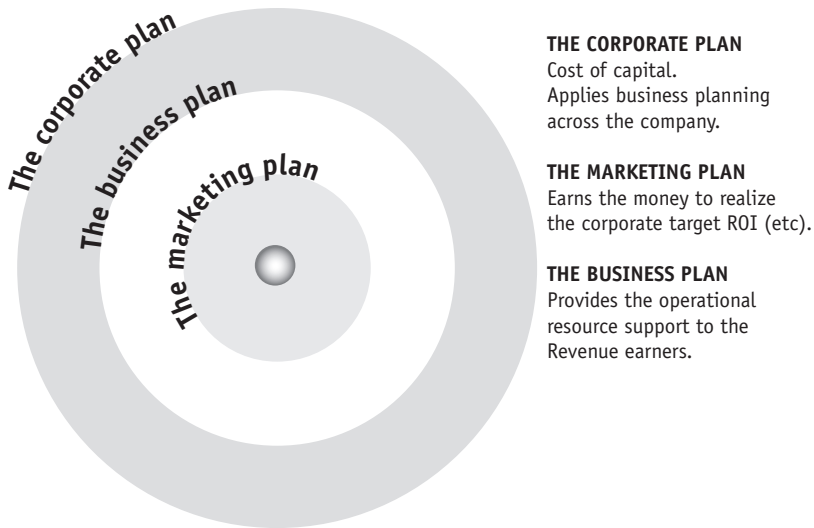 The corporate plan
The business plan
The marketing plan
THE CORPORATE PLAN
Cost of capital.
Applies business planning
across the company.
THE MARKETING PLAN
Earns the money to realize
the corporate target ROI (etc).
THE BUSINESS PLAN
Provides the operational
resource support to the
Revenue earners.